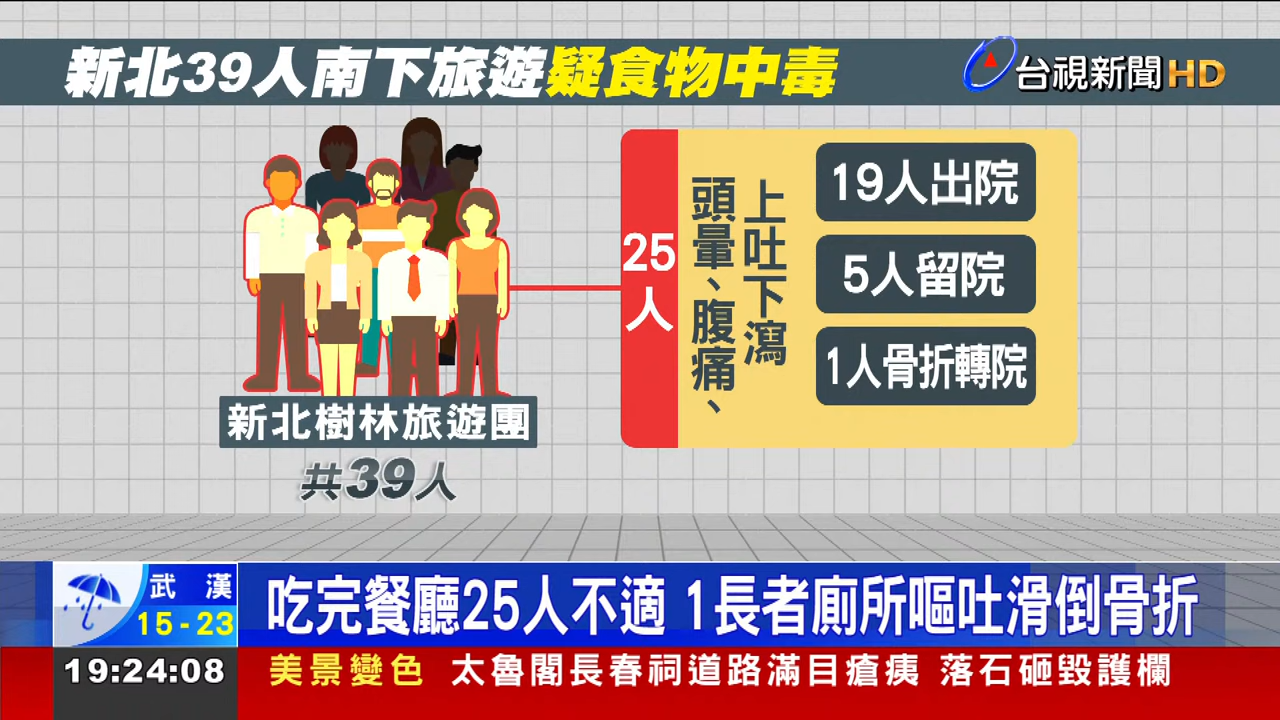 新北39人南下旅遊疑食物中毒
台視新聞HD
25人
頭暈、腹痛、
上吐下瀉
19人出院
5人留院
1人骨折轉院
新北樹林旅遊團
共39人
武漢
15-23
吃完餐廳25人不適 1長者廁所嘔吐滑倒骨折
19:24:08
美景變色 太魯閣長春祠道路滿目瘡痍 落石砸毀護欄